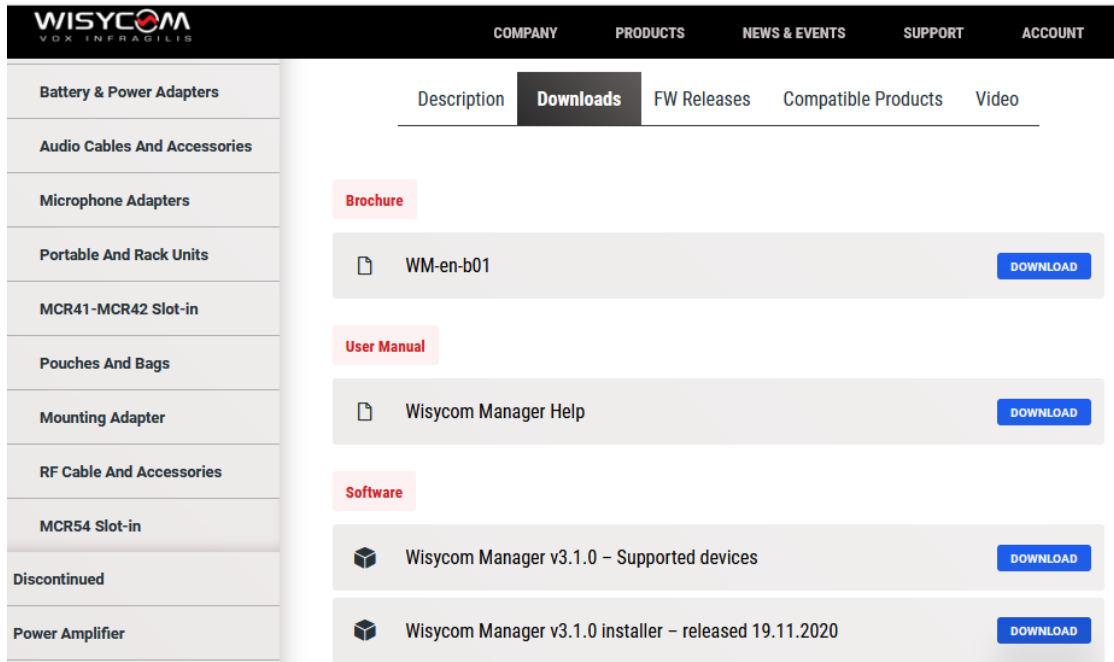 WISYCOM
VOX INFRAGILIS
COMPANY PRODUCTS NEWS & EVENTS SUPPORT ACCOUNT
Battery & Power Adapters
Audio Cables And Accessories
Microphone Adapters
Portable And Rack Units
MCR41-MCR42 Slot-in
Pouches And Bags
Mounting Adapter
RF Cable And Accessories
MCR54 Slot-in
Discontinued
Power Amplifier
Description Downloads FW Releases Compatible Products Video
Brochure
WM-en-b01 DOWNLOAD
User Manual
Wisycom Manager Help DOWNLOAD
Software
Wisycom Manager v3.1.0 – Supported devices DOWNLOAD
Wisycom Manager v3.1.0 installer – released 19.11.2020 DOWNLOAD